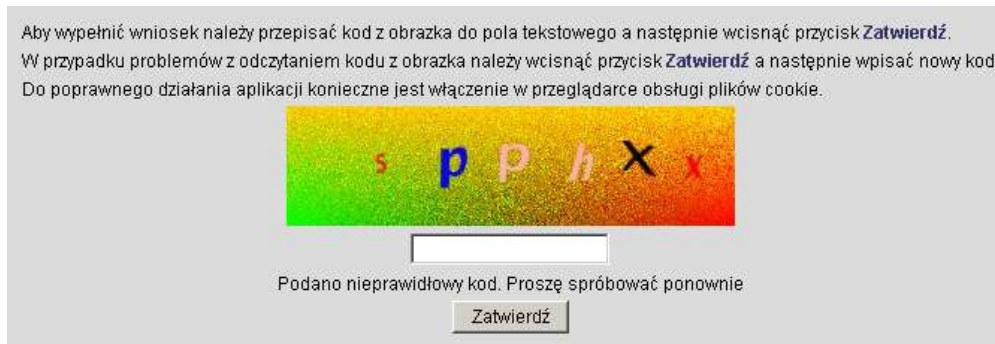 Aby wypełnić wniosek należy przepisać kod z obrazka do pola tekstowego a następnie wcisnąć przycisk Zatwierdź.
W przypadku problemów z odczytaniem kodu z obrazka należy wcisnąć przycisk Zatwierdź a następnie wpisać nowy kod
Do poprawnego działania aplikacji konieczne jest włączenie w przeglądarce obsługi plików cookie.
s p p h X X
Podano nieprawidłowy kod. Proszę spróbować ponownie
Zatwierdź